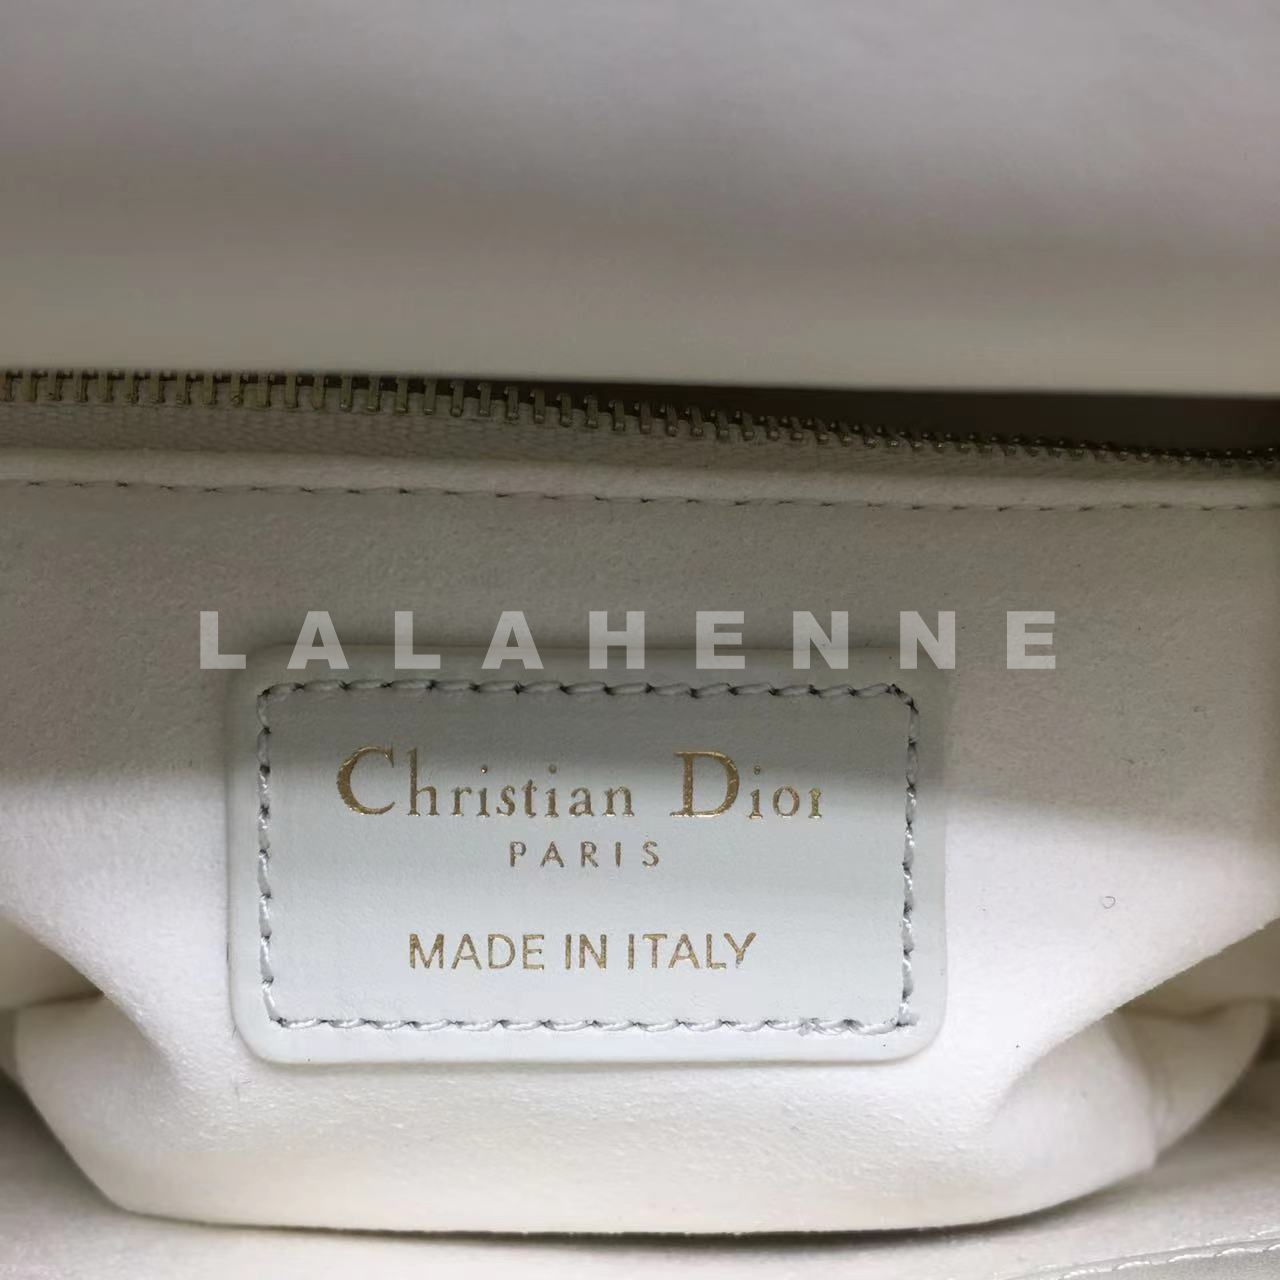 LALAHENNE
Christian Dior
PARIS
MADE IN ITALY